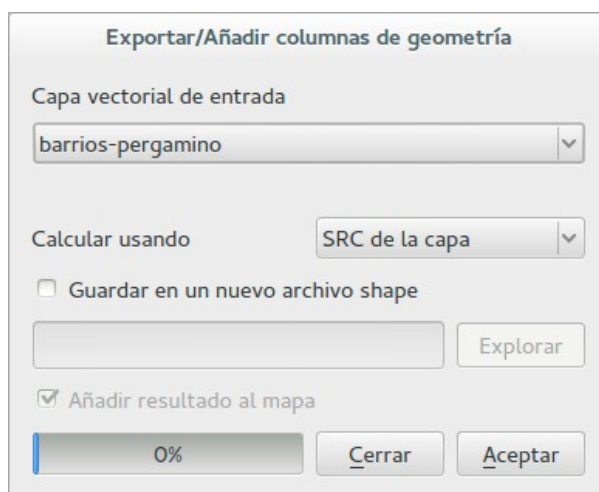 Exportar/Añadir columnas de geometría
Capa vectorial de entrada
barrios-pergamino
Calcular usando
SRC de la capa
Guardar en un nuevo archivo shape
Explorar
Añadir resultado al mapa
0%
Cerrar
Aceptar